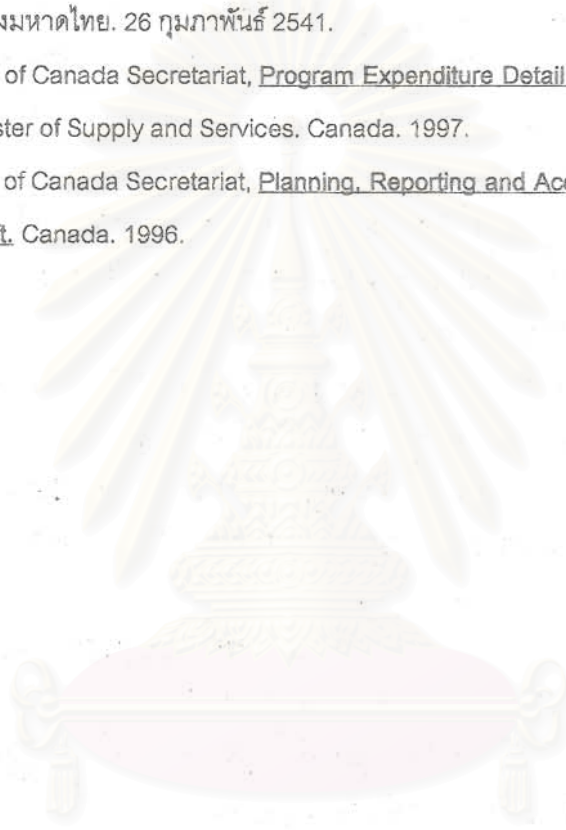 งมหาดไทย. 26 กุมภาพันธ์ 2541.
of Canada Secretariat, Program Expenditure Detail
ster of Supply and Services. Canada. 1997.
of Canada Secretariat, Planning, Reporting and Acc
t. Canada. 1996.